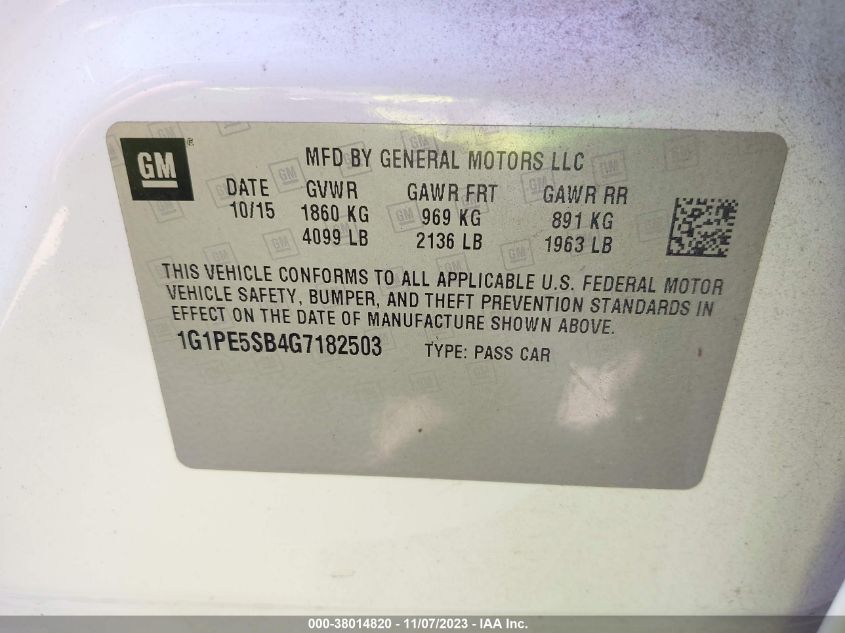 GM
MFD BY GENERAL MOTORS LLC
DATE GVWR GAWR FRT GAWR RR
10/15 1860 KG 969 KG 891 KG
4099 LB 2136 LB 1963 LB
THIS VEHICLE CONFORMS TO ALL APPLICABLE U.S. FEDERAL MOTOR
VEHICLE SAFETY, BUMPER, AND THEFT PREVENTION STANDARDS IN
EFFECT ON THE DATE OF MANUFACTURE SHOWN ABOVE.
1G1PE5SB4G7182503 TYPE: PASS CAR
000-38014820 - 11/07/2023 - IAA Inc.